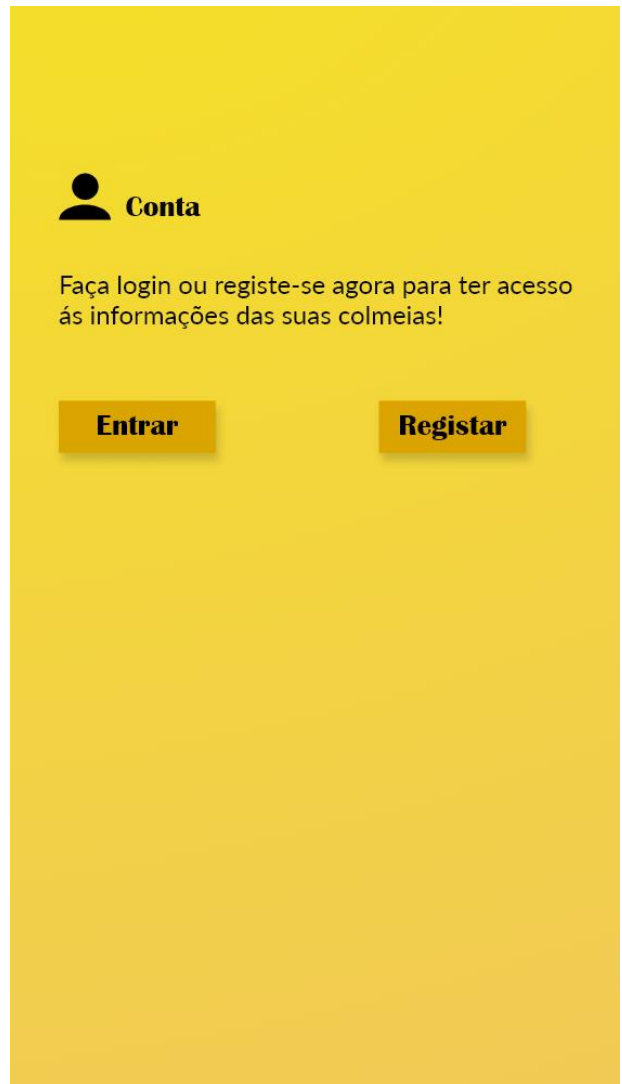 Conta
Faça login ou registe-se agora para ter acesso
ás informações das suas colmeias!
Entrar
Registar